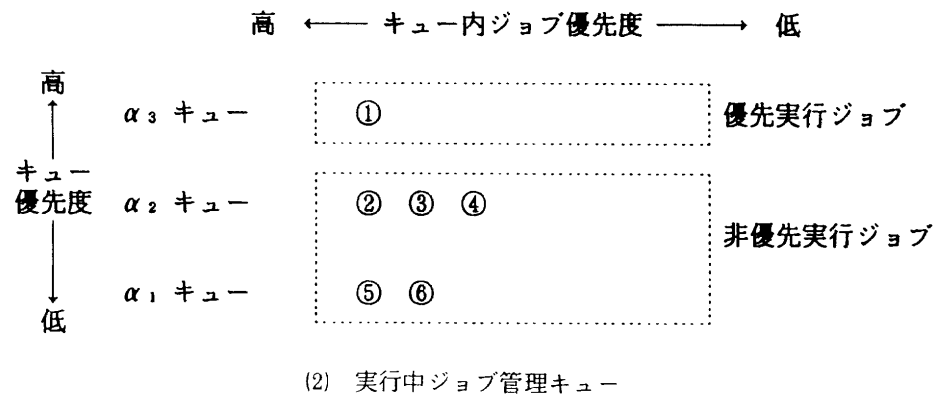 高 ←── キュー内ジョブ優先度 ──→ 低
高
α₃ キュー ① 優先実行ジョブ
キュー
優先度 α₂ キュー ② ③ ④
非優先実行ジョブ
α₁ キュー ⑤ ⑥
低
(2) 実行中ジョブ管理キュー